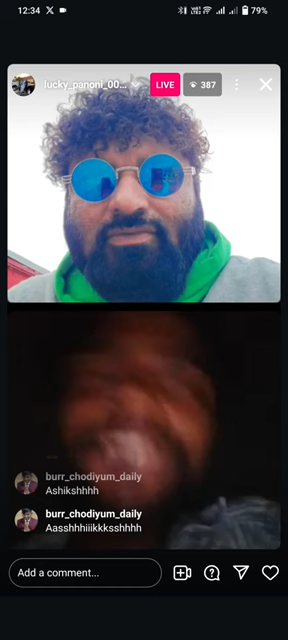 12:34
79%
lucky_panoni_00...
LIVE
387
burr_chodiyum_daily
Ashikshhhh
burr_chodiyum_daily
Aasshhhiiikkksshhhh
Add a comment...